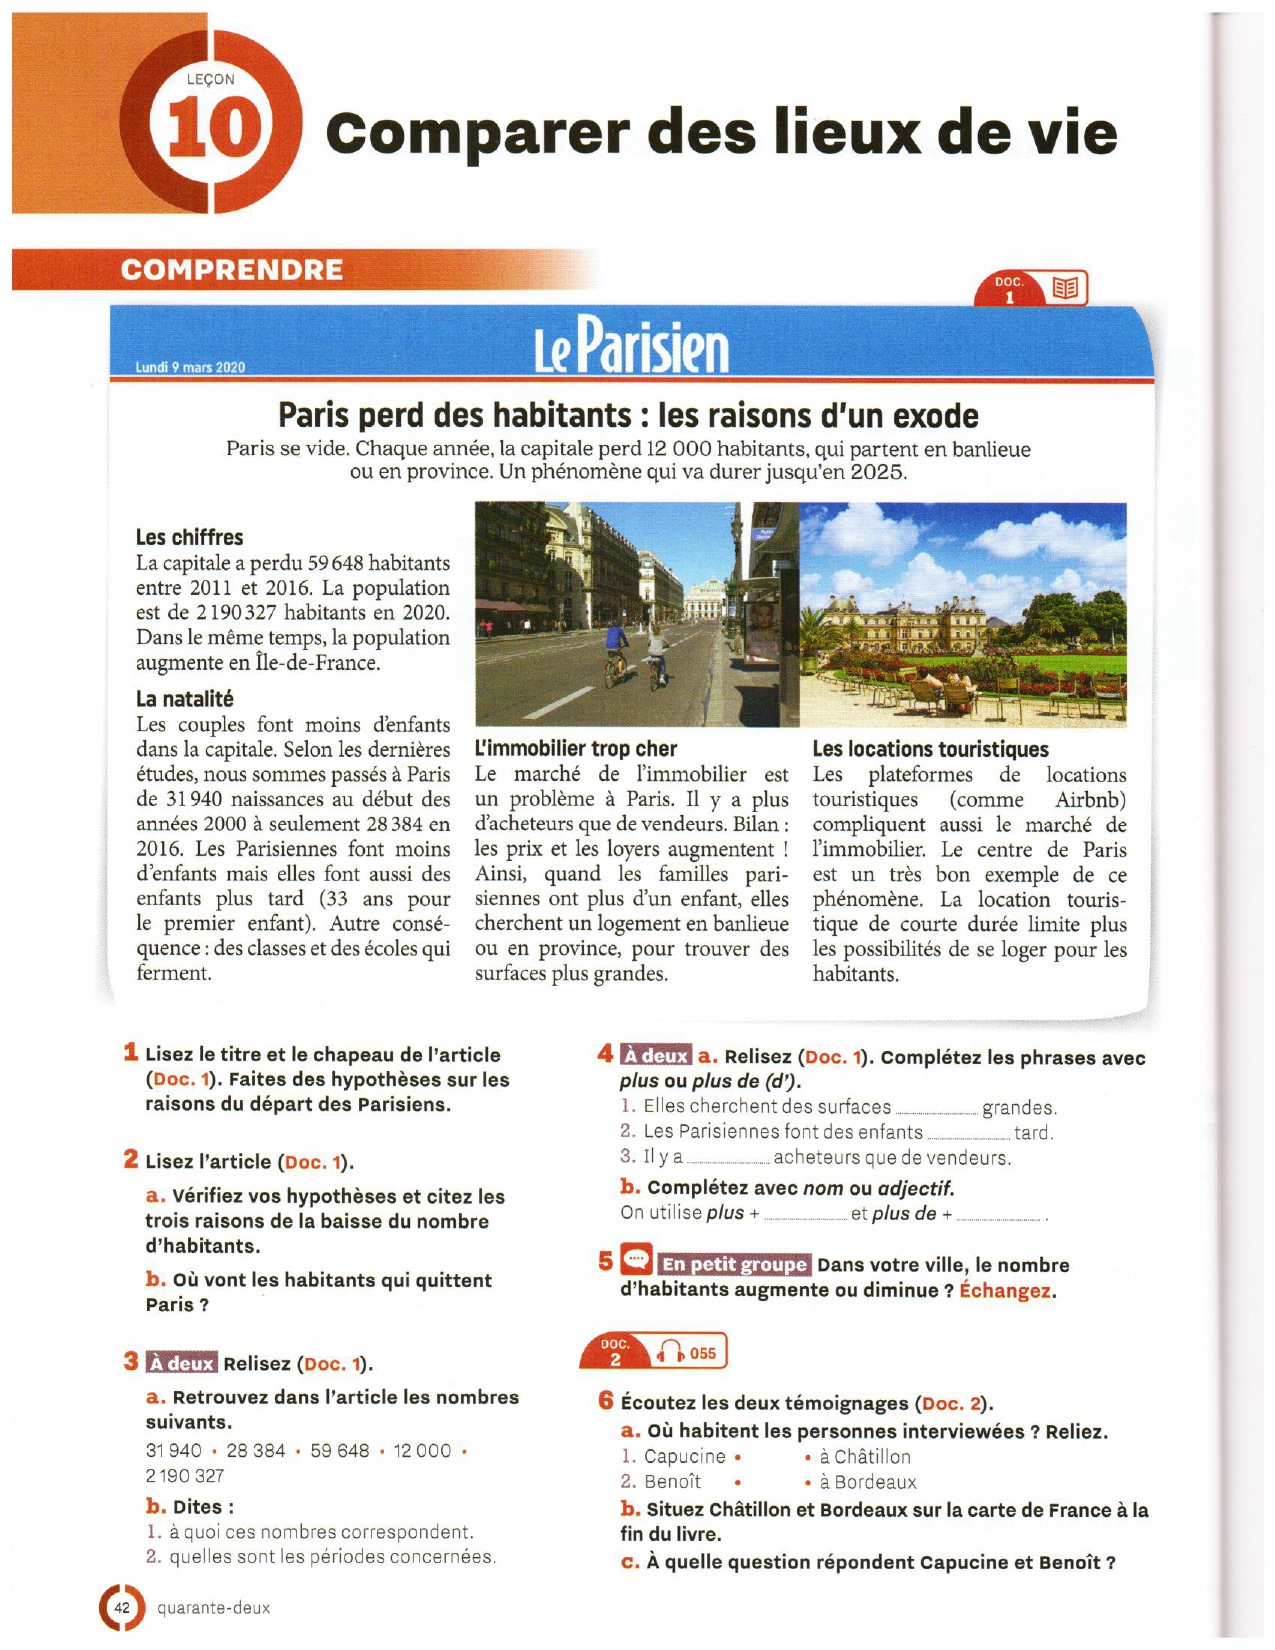 LEÇON
10
Comparer des lieux de vie
COMPRENDRE
DOC.
1
Lundi 9 mars 2020
Le Parisien
Paris perd des habitants : les raisons d'un exode
Paris se vide. Chaque année, la capitale perd 12 000 habitants, qui partent en banlieue
ou en province. Un phénomène qui va durer jusqu'en 2025.
Les chiffres
La capitale a perdu 59 648 habitants
entre 2011 et 2016. La population
est de 2 190 327 habitants en 2020.
Dans le même temps, la population
augmente en Île-de-France.
La natalité
Les couples font moins d'enfants
dans la capitale. Selon les dernières
études, nous sommes passés à Paris
de 31 940 naissances au début des
années 2000 à seulement 28 384 en
2016. Les Parisiennes font moins
d'enfants mais elles font aussi des
enfants plus tard (33 ans pour
le premier enfant). Autre consé-
quence : des classes et des écoles qui
ferment.
L'immobilier trop cher
Le marché de l'immobilier est
un problème à Paris. Il y a plus
d'acheteurs que de vendeurs. Bilan :
les prix et les loyers augmentent !
Ainsi, quand les familles pari-
siennes ont plus d'un enfant, elles
cherchent un logement en banlieue
ou en province, pour trouver des
surfaces plus grandes.
Les locations touristiques
Les plateformes de locations
touristiques (comme Airbnb)
compliquent aussi le marché de
l'immobilier. Le centre de Paris
est un très bon exemple de ce
phénomène. La location touris-
tique de courte durée limite plus
les possibilités de se loger pour les
habitants.
1 Lisez le titre et le chapeau de l'article
(Doc. 1). Faites des hypothèses sur les
raisons du départ des Parisiens.
2 Lisez l'article (Doc. 1).
a. Vérifiez vos hypothèses et citez les
trois raisons de la baisse du nombre
d'habitants.
b. Où vont les habitants qui quittent
Paris ?
3 À deux Relisez (Doc. 1).
a. Retrouvez dans l'article les nombres
suivants.
31 940 • 28 384 • 59 648 • 12 000 •
2 190 327
b. Dites :
1. à quoi ces nombres correspondent.
2. quelles sont les périodes concernées.
4 À deux a. Relisez (Doc. 1). Complétez les phrases avec
plus ou plus de (d').
1. Elles cherchent des surfaces ............ grandes.
2. Les Parisiennes font des enfants ............ tard.
3. Il y a ............ acheteurs que de vendeurs.
b. Complétez avec nom ou adjectif.
On utilise plus + ............ et plus de + ............ .
5 En petit groupe Dans votre ville, le nombre
d'habitants augmente ou diminue ? Échangez.
DOC.
2
055
6 Écoutez les deux témoignages (Doc. 2).
a. Où habitent les personnes interviewées ? Reliez.
1. Capucine • • à Châtillon
2. Benoît • • à Bordeaux
b. Situez Châtillon et Bordeaux sur la carte de France à la
fin du livre.
c. À quelle question répondent Capucine et Benoît ?
42 quarante-deux